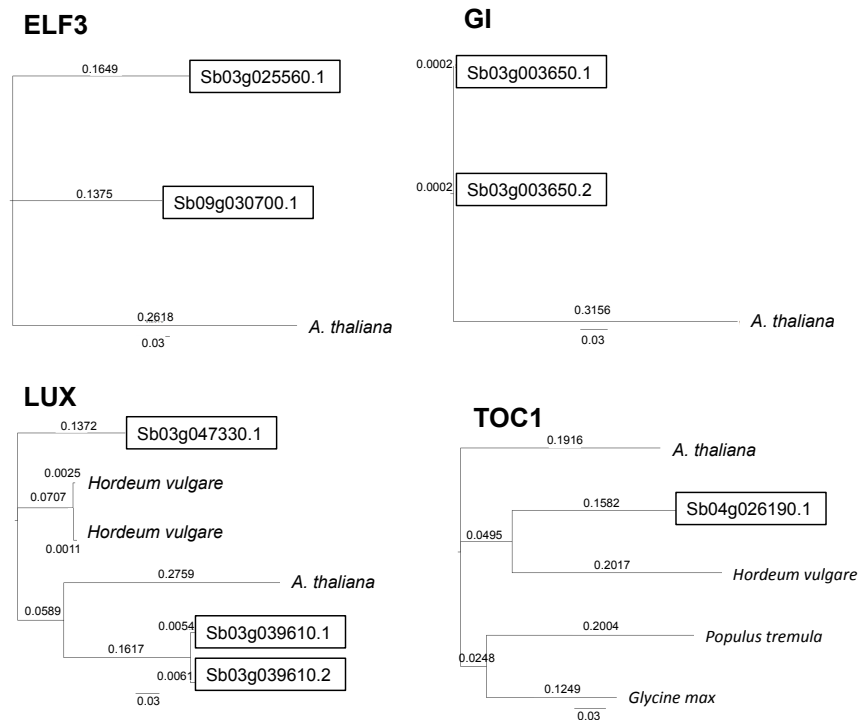 ELF3
0.1649
Sb03g025560.1
0.1375
Sb09g030700.1
0.2618
A. thaliana
0.03
GI
0.0002
Sb03g003650.1
0.0002
Sb03g003650.2
0.3156
A. thaliana
0.03
LUX
0.1372
Sb03g047330.1
0.0025
Hordeum vulgare
0.0707
Hordeum vulgare
0.0011
0.2759
A. thaliana
0.0589
0.0054
Sb03g039610.1
0.1617
0.0061
Sb03g039610.2
0.03
TOC1
0.1916
A. thaliana
0.1582
Sb04g026190.1
0.0495
0.2017
Hordeum vulgare
0.2004
Populus tremula
0.0248
0.1249
Glycine max
0.03